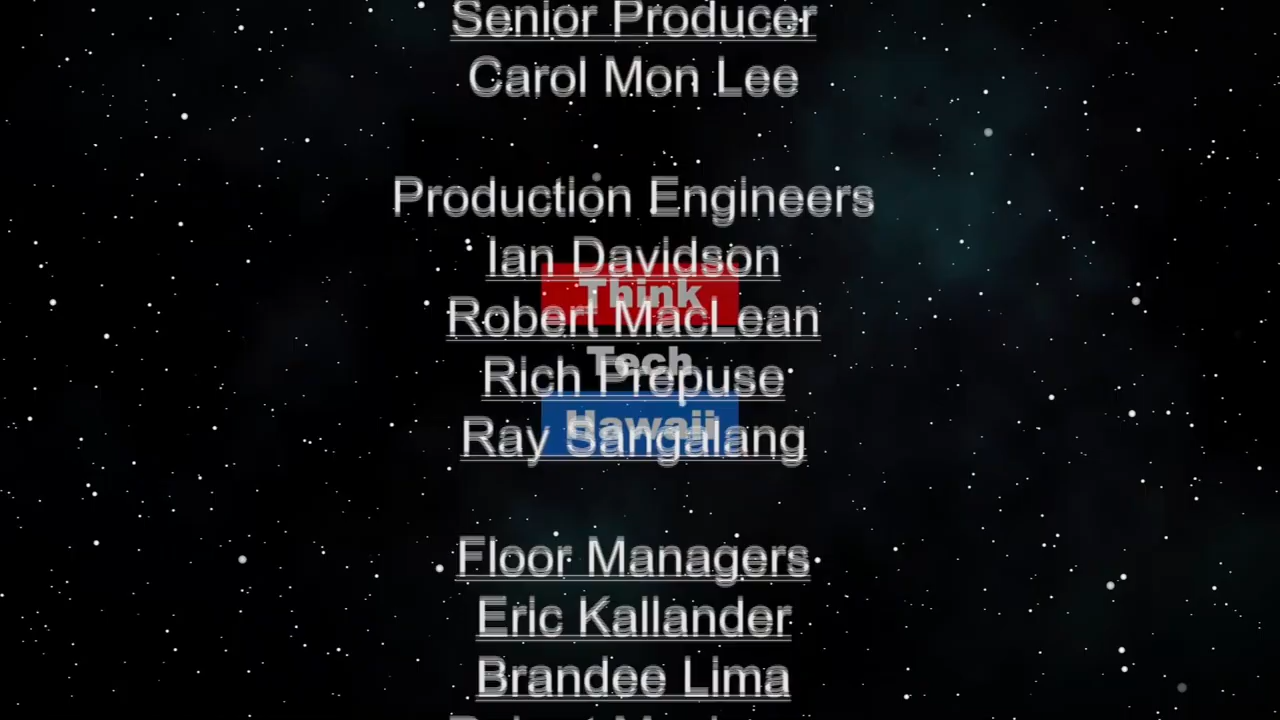 Senior Producer
Carol Mon Lee
Production Engineers
Ian Davidson
Think
Robert MacLean
Tech
Rich Prepuse
Hawaii
Ray Sangalang
Floor Managers
Eric Kallander
Brandee Lima